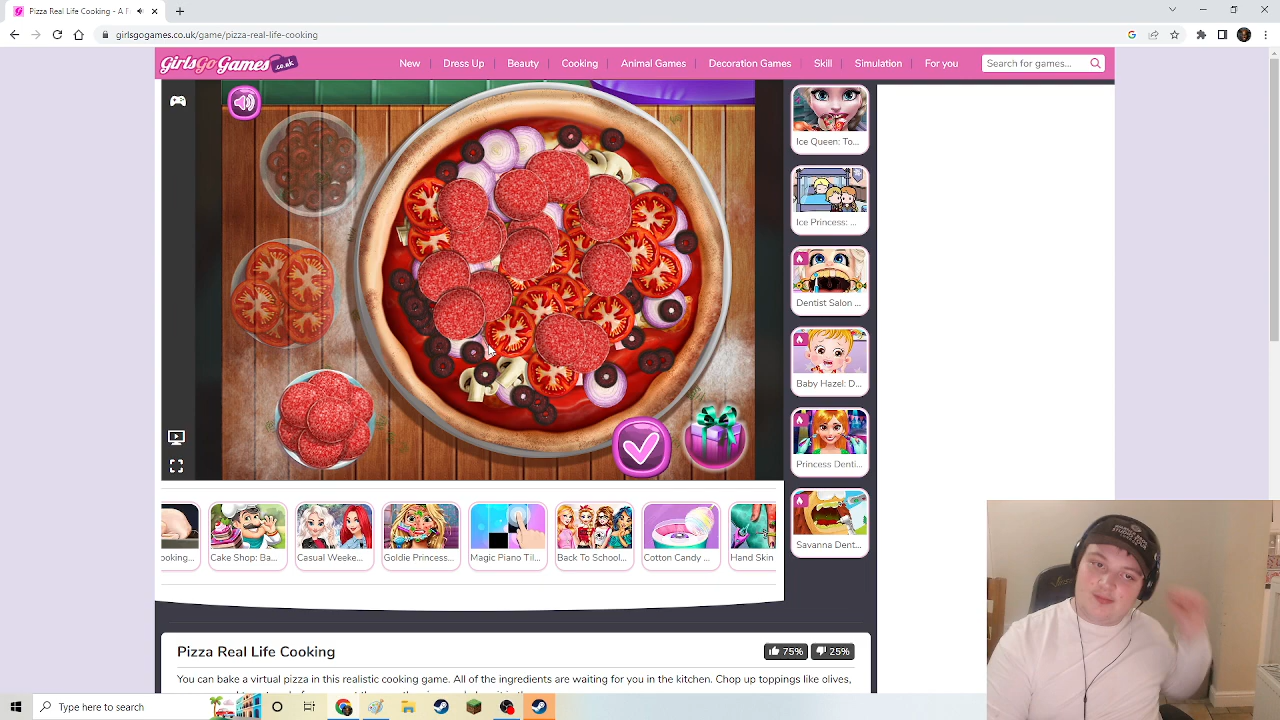 Pizza Real Life Cooking - A F
girlsgogames.co.uk/game/pizza-real-life-cooking
GirlsGoGames .co.uk
New
Dress Up
Beauty
Cooking
Animal Games
Decoration Games
Skill
Simulation
For you
Search for games...
Ice Queen: To...
Ice Princess: ...
Dentist Salon ...
Baby Hazel: D...
Princess Denti...
Savanna Dent...
ooking...
Cake Shop: Ba...
Casual Weeke...
Goldie Princess...
Magic Piano Til...
Back To School...
Cotton Candy ...
Hand Skin
Pizza Real Life Cooking
75%
25%
You can bake a virtual pizza in this realistic cooking game. All of the ingredients are waiting for you in the kitchen. Chop up toppings like olives,
Type here to search